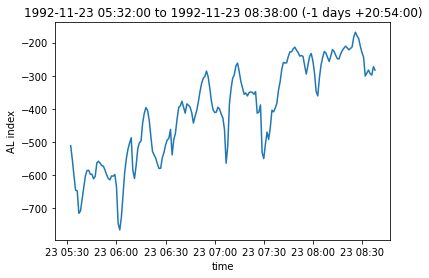 1992-11-23 05:32:00 to 1992-11-23 08:38:00 (-1 days +20:54:00)
−200
−300
−400
−500
−600
−700
AL index
23 05:30 23 06:00 23 06:30 23 07:00 23 07:30 23 08:00 23 08:30
time